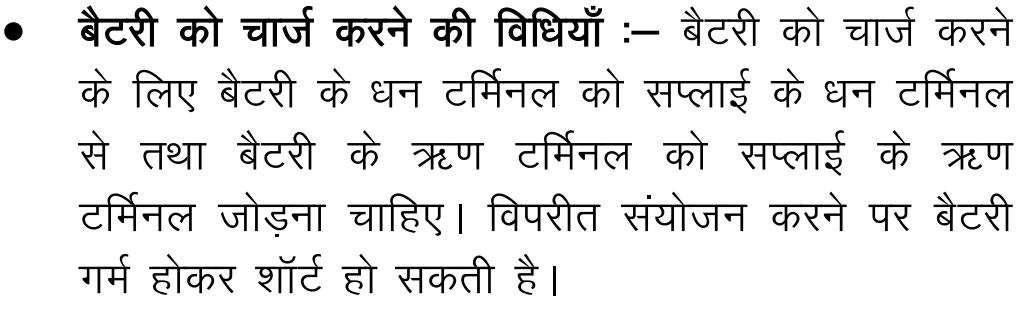 ● बैटरी को चार्ज करने की विधियाँ :– बैटरी को चार्ज करने
के लिए बैटरी के धन टर्मिनल को सप्लाई के धन टर्मिनल
से तथा बैटरी के ऋण टर्मिनल को सप्लाई के ऋण
टर्मिनल जोड़ना चाहिए। विपरीत संयोजन करने पर बैटरी
गर्म होकर शॉर्ट हो सकती है।